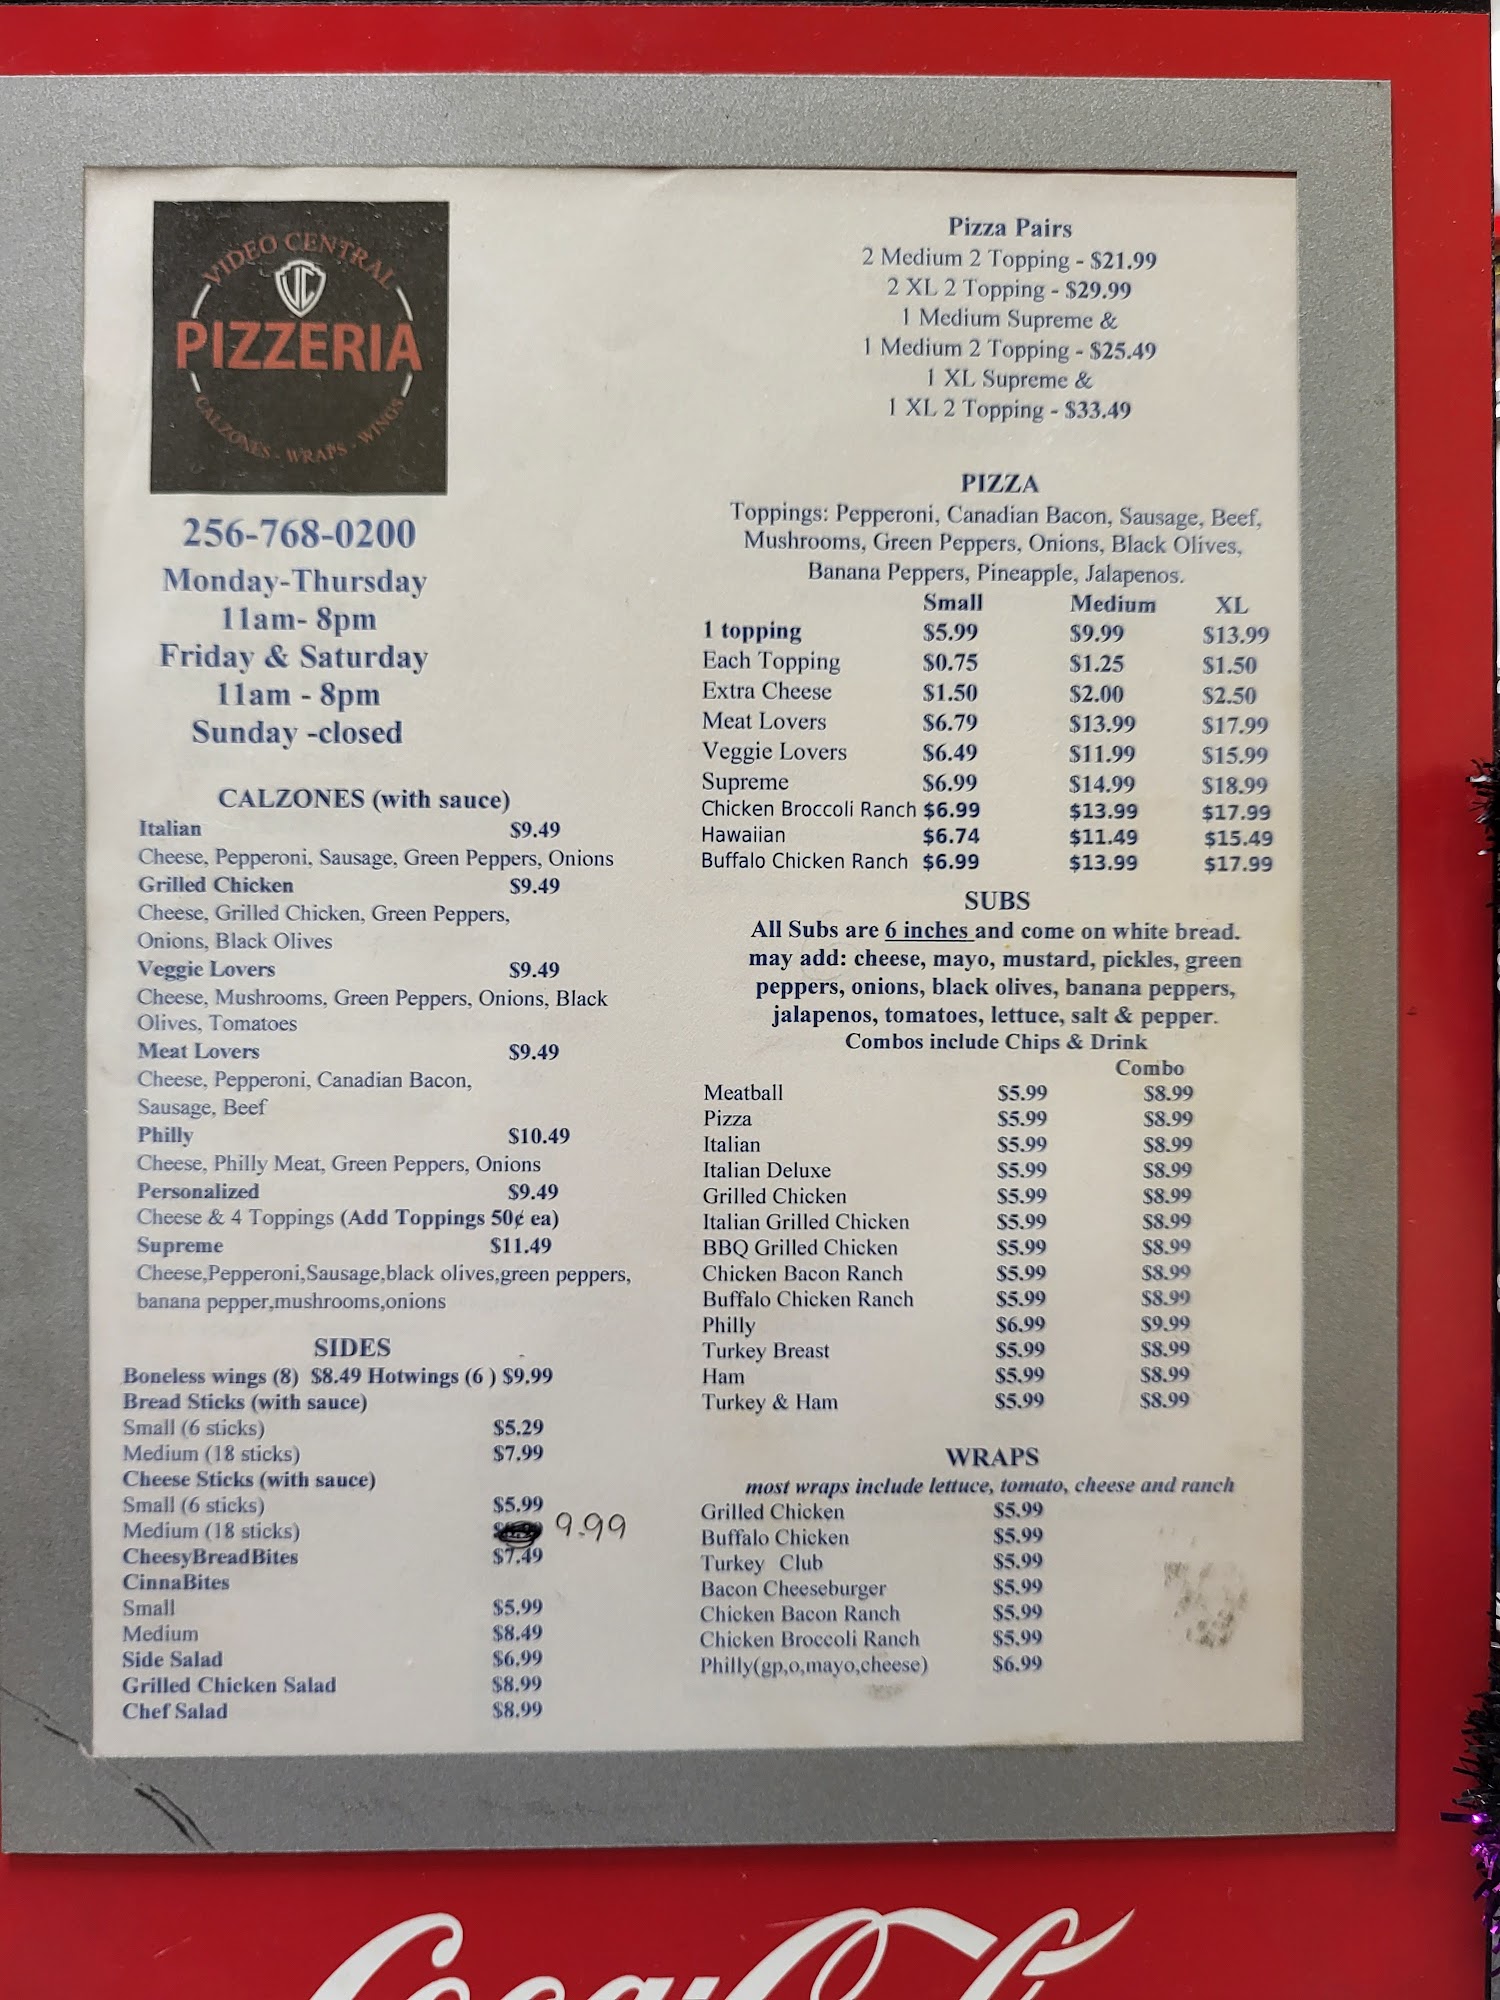 VIDEO CENTRAL
VC
PIZZERIA
CALZONES - WRAPS - WINGS
256-768-0200
Monday-Thursday
11am- 8pm
Friday & Saturday
11am - 8pm
Sunday -closed
CALZONES (with sauce)
Italian $9.49
Cheese, Pepperoni, Sausage, Green Peppers, Onions
Grilled Chicken $9.49
Cheese, Grilled Chicken, Green Peppers,
Onions, Black Olives
Veggie Lovers $9.49
Cheese, Mushrooms, Green Peppers, Onions, Black
Olives, Tomatoes
Meat Lovers $9.49
Cheese, Pepperoni, Canadian Bacon,
Sausage, Beef
Philly $10.49
Cheese, Philly Meat, Green Peppers, Onions
Personalized $9.49
Cheese & 4 Toppings (Add Toppings 50¢ ea)
Supreme $11.49
Cheese,Pepperoni,Sausage,black olives,green peppers,
banana pepper,mushrooms,onions
SIDES
Boneless wings (8) $8.49 Hotwings (6 ) $9.99
Bread Sticks (with sauce)
Small (6 sticks) $5.29
Medium (18 sticks) $7.99
Cheese Sticks (with sauce)
Small (6 sticks) $5.99
Medium (18 sticks) 9.99
CheesyBreadBites $7.49
CinnaBites
Small $5.99
Medium $8.49
Side Salad $6.99
Grilled Chicken Salad $8.99
Chef Salad $8.99
Pizza Pairs
2 Medium 2 Topping - $21.99
2 XL 2 Topping - $29.99
1 Medium Supreme &
1 Medium 2 Topping - $25.49
1 XL Supreme &
1 XL 2 Topping - $33.49
PIZZA
Toppings: Pepperoni, Canadian Bacon, Sausage, Beef,
Mushrooms, Green Peppers, Onions, Black Olives,
Banana Peppers, Pineapple, Jalapenos.
Small Medium XL
1 topping $5.99 $9.99 $13.99
Each Topping $0.75 $1.25 $1.50
Extra Cheese $1.50 $2.00 $2.50
Meat Lovers $6.79 $13.99 $17.99
Veggie Lovers $6.49 $11.99 $15.99
Supreme $6.99 $14.99 $18.99
Chicken Broccoli Ranch $6.99 $13.99 $17.99
Hawaiian $6.74 $11.49 $15.49
Buffalo Chicken Ranch $6.99 $13.99 $17.99
SUBS
All Subs are 6 inches and come on white bread.
may add: cheese, mayo, mustard, pickles, green
peppers, onions, black olives, banana peppers,
jalapenos, tomatoes, lettuce, salt & pepper.
Combos include Chips & Drink
Combo
Meatball $5.99 $8.99
Pizza $5.99 $8.99
Italian $5.99 $8.99
Italian Deluxe $5.99 $8.99
Grilled Chicken $5.99 $8.99
Italian Grilled Chicken $5.99 $8.99
BBQ Grilled Chicken $5.99 $8.99
Chicken Bacon Ranch $5.99 $8.99
Buffalo Chicken Ranch $5.99 $8.99
Philly $6.99 $9.99
Turkey Breast $5.99 $8.99
Ham $5.99 $8.99
Turkey & Ham $5.99 $8.99
WRAPS
most wraps include lettuce, tomato, cheese and ranch
Grilled Chicken $5.99
Buffalo Chicken $5.99
Turkey Club $5.99
Bacon Cheeseburger $5.99
Chicken Bacon Ranch $5.99
Chicken Broccoli Ranch $5.99
Philly(gp,o,mayo,cheese) $6.99